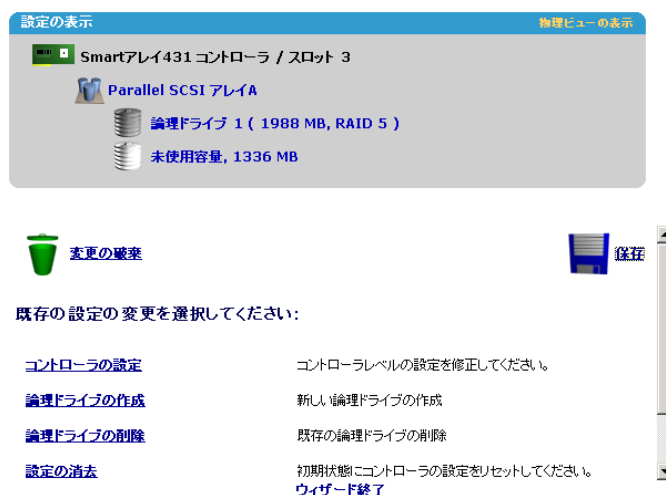 設定の表示 物理ビューの表示
Smartアレイ431 コントローラ / スロット 3
Parallel SCSI アレイA
論理ドライブ 1 ( 1988 MB, RAID 5 )
未使用容量, 1336 MB
変更の破棄 保存
既存の設定の変更を選択してください:
コントローラの設定 コントローラレベルの設定を修正してください。
論理ドライブの作成 新しい論理ドライブの作成
論理ドライブの削除 既存の論理ドライブの削除
設定の消去 初期状態にコントローラの設定をリセットしてください。
ウィザード終了